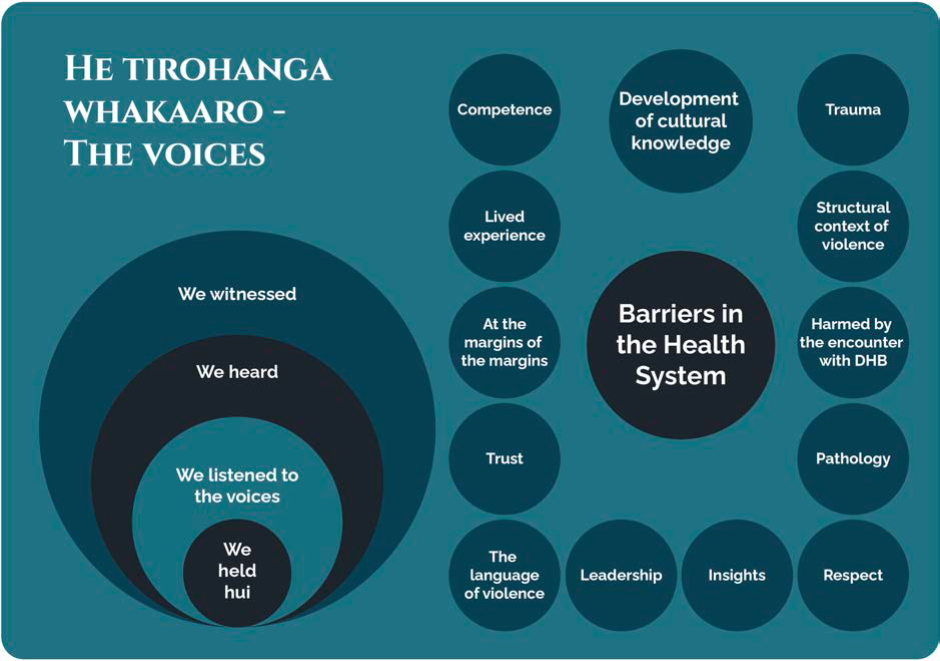 HE TIROHANGA
WHAKAARO -
THE VOICES
We witnessed
We heard
We listened to
the voices
We
held
hui
Competence
Lived
experience
At the
margins of
the margins
Trust
The
language
of violence
Leadership
Insights
Respect
Pathology
Harmed by
the encounter
with DHB
Structural
context of
violence
Trauma
Development
of cultural
knowledge
Barriers in
the Health
System